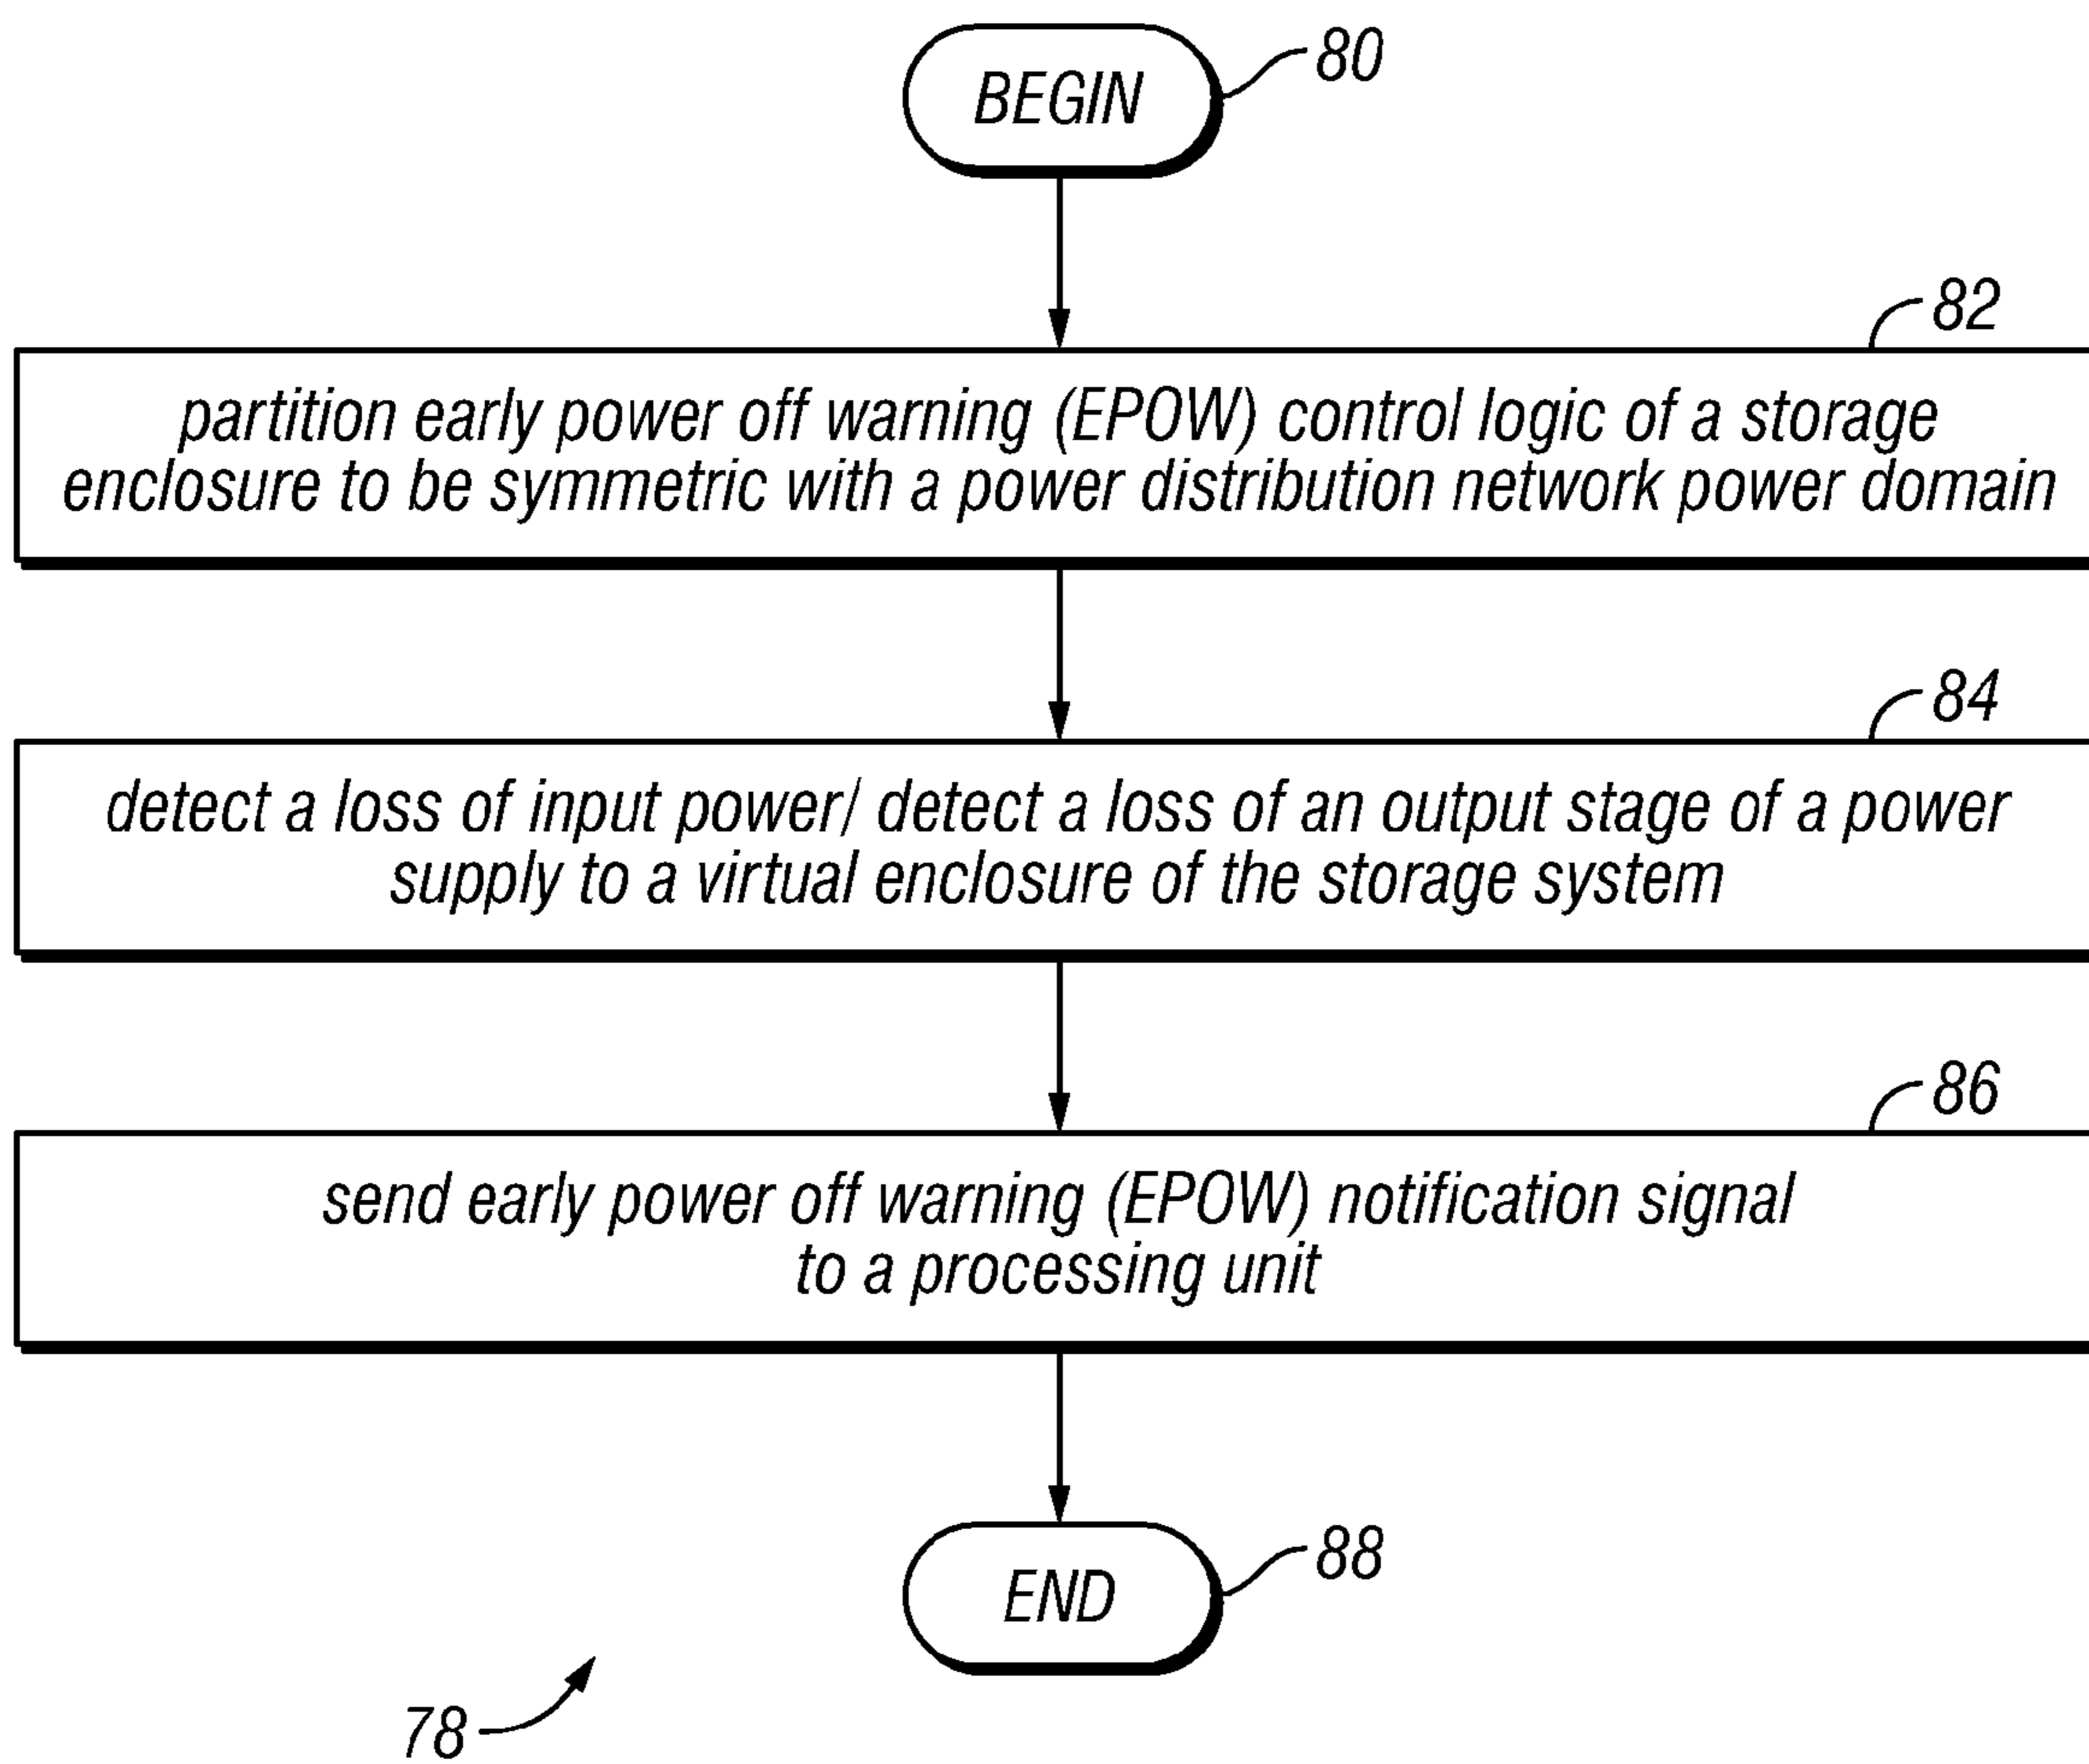 BEGIN
80
82
partition early power off warning (EPOW) control logic of a storage
enclosure to be symmetric with a power distribution network power domain
84
detect a loss of input power/ detect a loss of an output stage of a power
supply to a virtual enclosure of the storage system
86
send early power off warning (EPOW) notification signal
to a processing unit
END
88
78